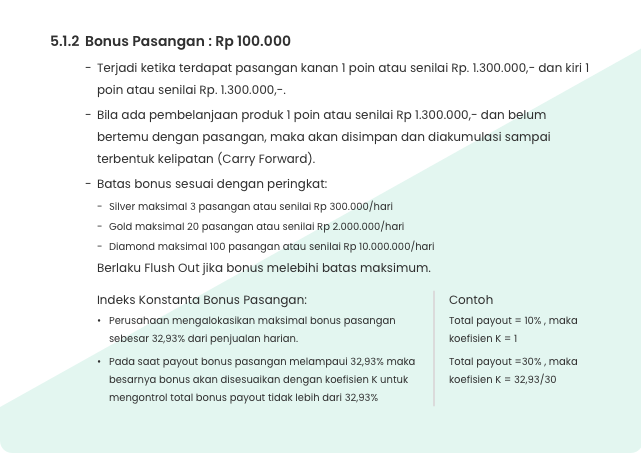 5.1.2 Bonus Pasangan : Rp 100.000
- Terjadi ketika terdapat pasangan kanan 1 poin atau senilai Rp. 1.300.000,- dan kiri 1
poin atau senilai Rp. 1.300.000,-.
- Bila ada pembelanjaan produk 1 poin atau senilai Rp 1.300.000,- dan belum
bertemu dengan pasangan, maka akan disimpan dan diakumulasi sampai
terbentuk kelipatan (Carry Forward).
- Batas bonus sesuai dengan peringkat:
- Silver maksimal 3 pasangan atau senilai Rp 300.000/hari
- Gold maksimal 20 pasangan atau senilai Rp 2.000.000/hari
- Diamond maksimal 100 pasangan atau senilai Rp 10.000.000/hari
Berlaku Flush Out jika bonus melebihi batas maksimum.
Indeks Konstanta Bonus Pasangan:
• Perusahaan mengalokasikan maksimal bonus pasangan
sebesar 32,93% dari penjualan harian.
• Pada saat payout bonus pasangan melampaui 32,93% maka
besarnya bonus akan disesuaikan dengan koefisien K untuk
mengontrol total bonus payout tidak lebih dari 32,93%
Contoh
Total payout = 10% , maka
koefisien K = 1
Total payout =30% , maka
koefisien K = 32,93/30